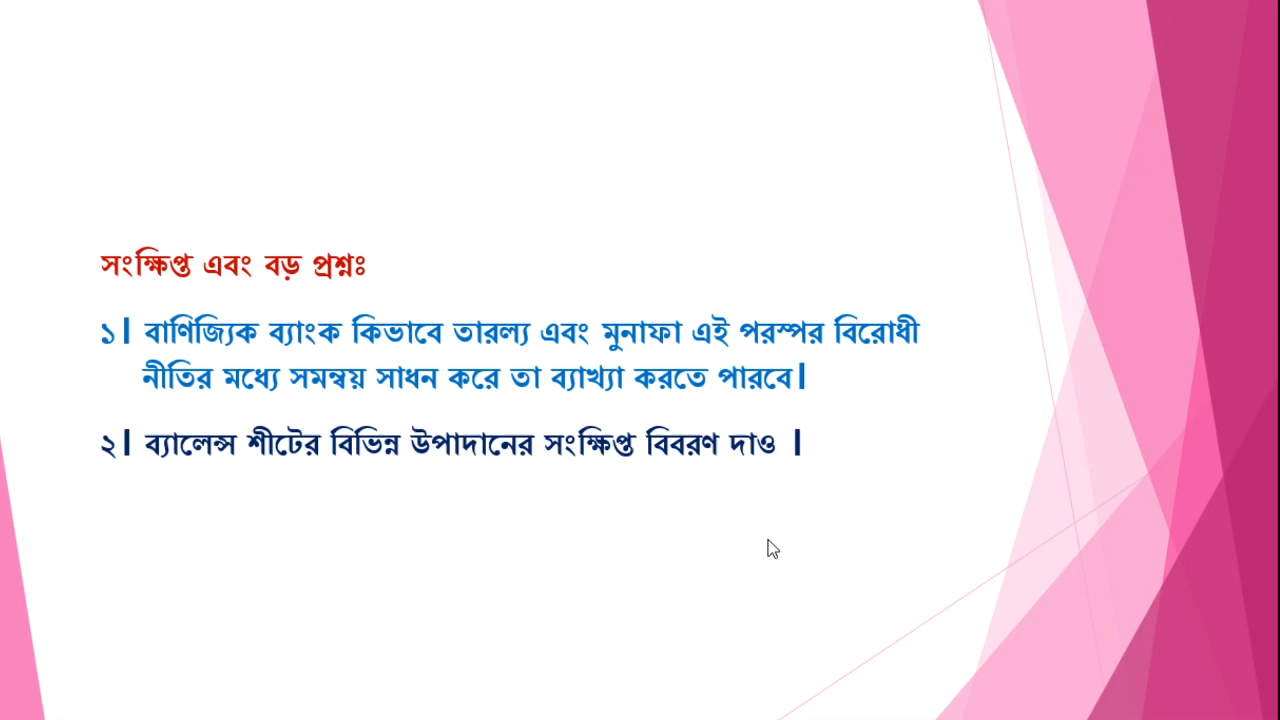 সংক্ষিপ্ত এবং বড় প্রশ্নঃ
১। বাণিজ্যিক ব্যাংক কিভাবে তারল্য এবং মুনাফা এই পরস্পর বিরোধী
নীতির মধ্যে সমন্বয় সাধন করে তা ব্যাখ্যা করতে পারবে।
২। ব্যালেন্স শীটের বিভিন্ন উপাদানের সংক্ষিপ্ত বিবরণ দাও ।